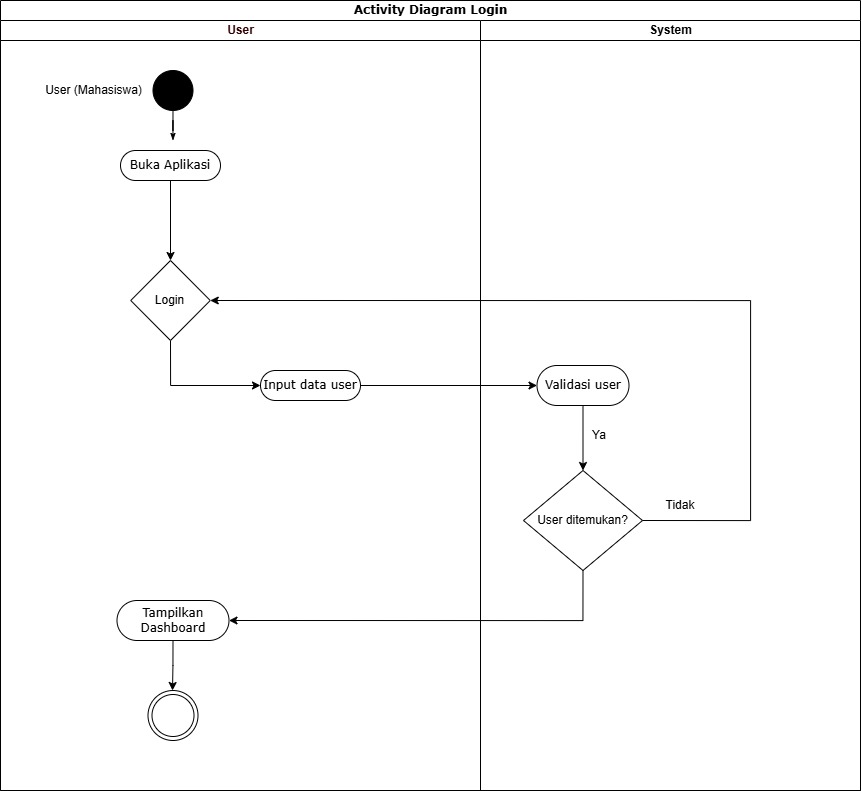 Activity Diagram Login
User
System
User (Mahasiswa)
Buka Aplikasi
Login
Input data user
Validasi user
Ya
User ditemukan?
Tidak
Tampilkan
Dashboard